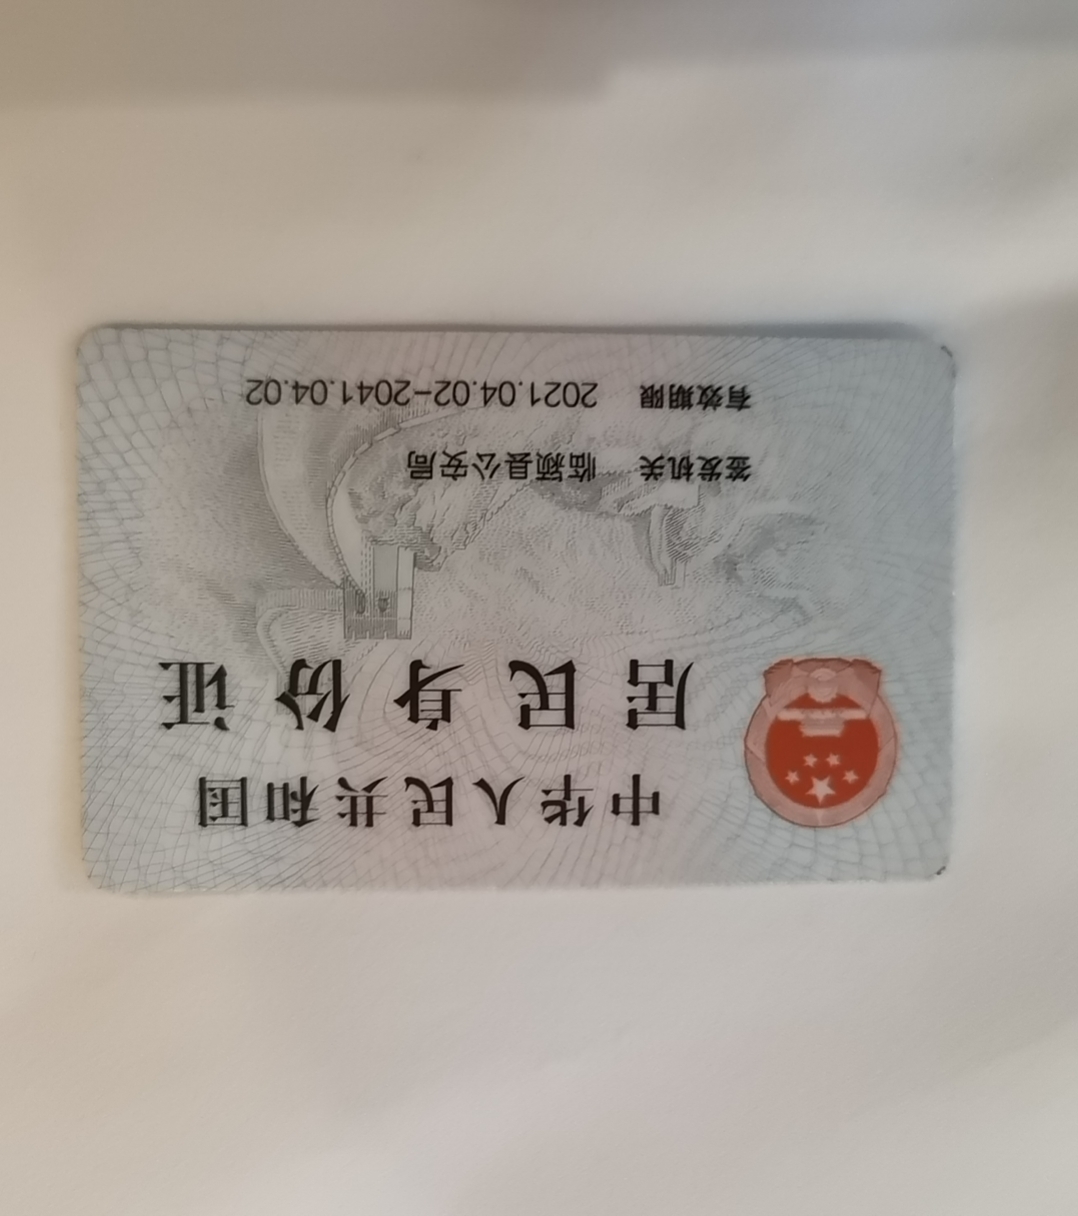 中华人民共和国
居民身份证
签发机关 临颍县公安局
有效期限 2021.04.02-2041.04.02